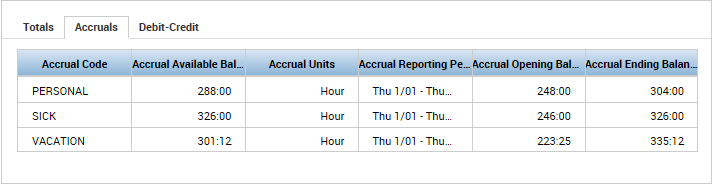 Totals Accruals Debit-Credit
Accrual Code Accrual Available Bal... Accrual Units Accrual Reporting Pe... Accrual Opening Bal... Accrual Ending Balan...
PERSONAL 288:00 Hour Thu 1/01 - Thu... 248:00 304:00
SICK 326:00 Hour Thu 1/01 - Thu... 246:00 326:00
VACATION 301:12 Hour Thu 1/01 - Thu... 223:25 335:12